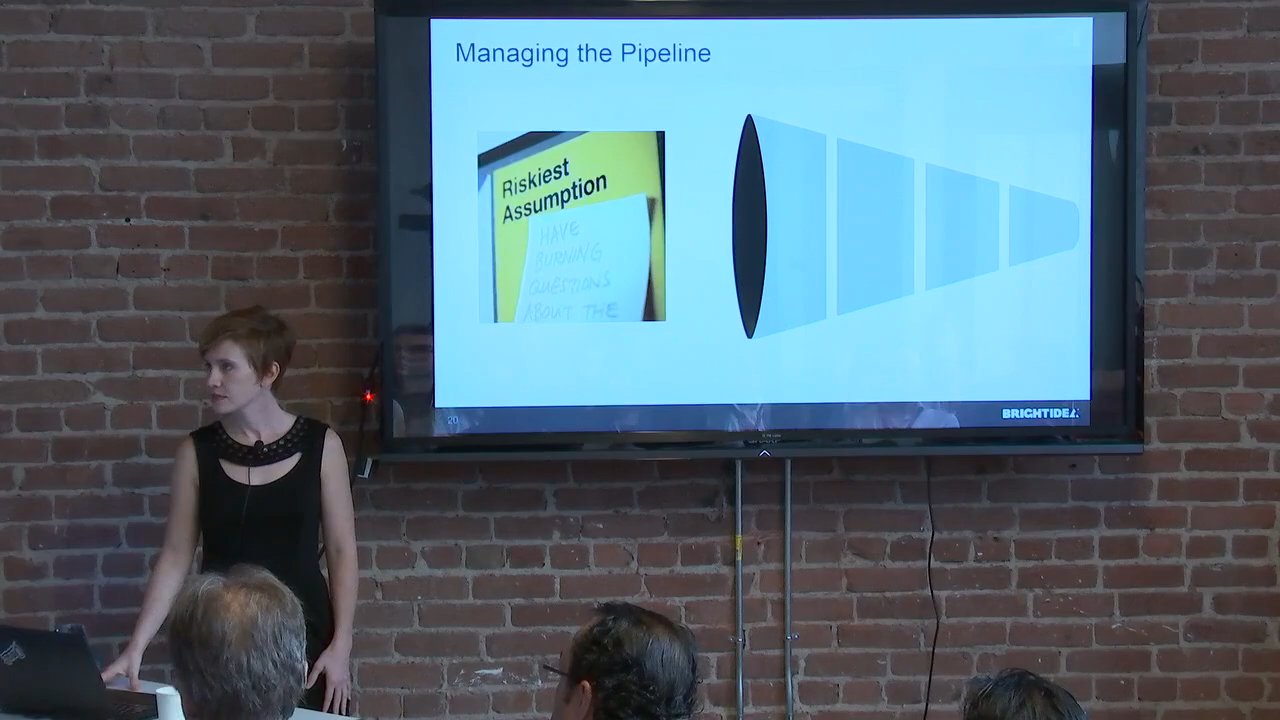 Managing the Pipeline
Riskiest
Assumption
HAVE
BURNING
QUESTIONS
ABOUT THE
20
BRIGHTIDEA